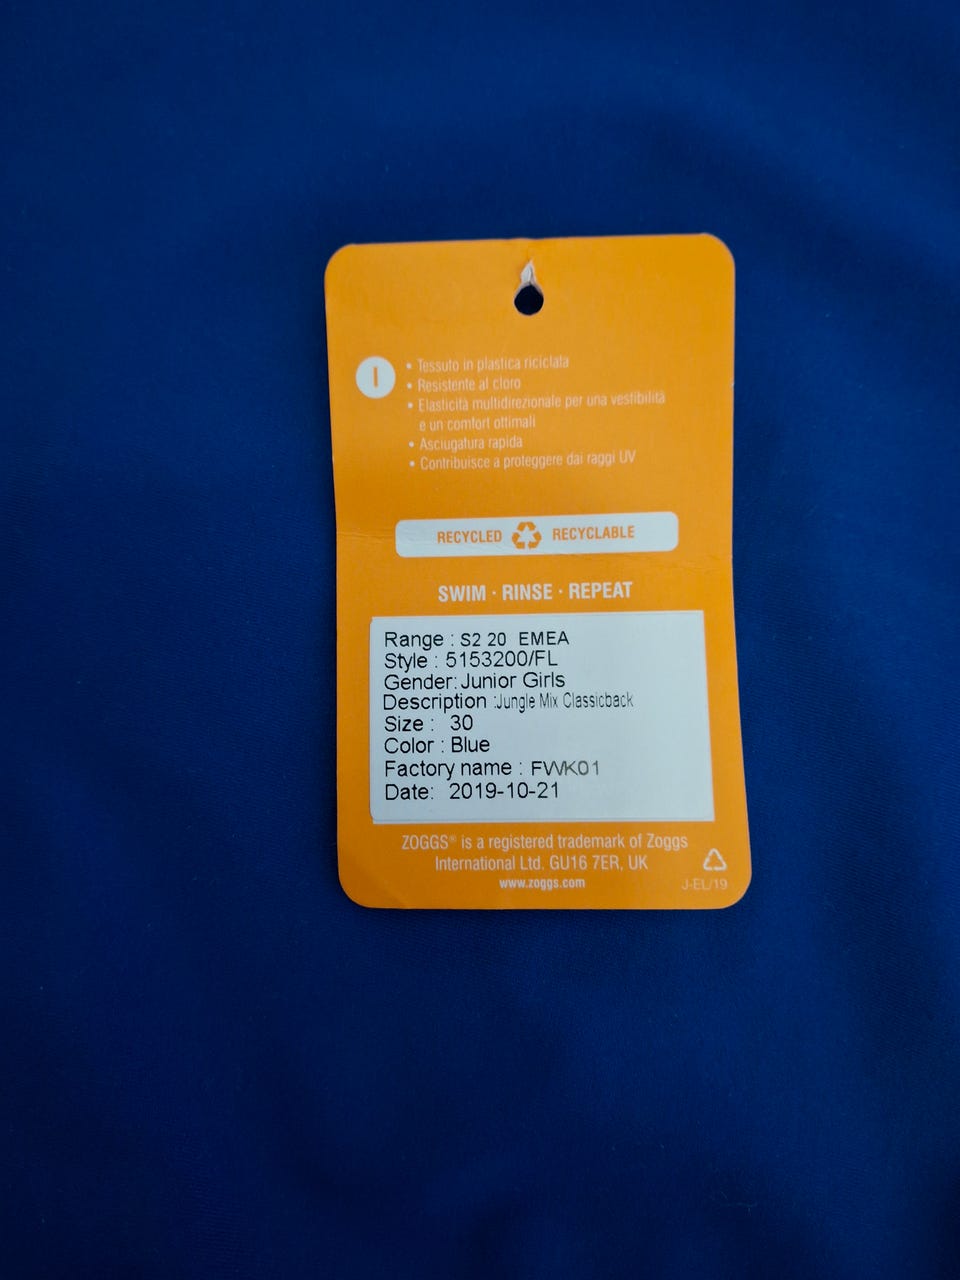 I
• Tessuto in plastica riciclata
• Resistente al cloro
• Elasticità multidirezionale per una vestibilità
e un comfort ottimali
• Asciugatura rapida
• Contribuisce a proteggere dai raggi UV
RECYCLED RECYCLABLE
SWIM · RINSE · REPEAT
Range : S2 20 EMEA
Style : 5153200/FL
Gender: Junior Girls
Description :Jungle Mix Classicback
Size : 30
Color : Blue
Factory name : FWK01
Date: 2019-10-21
ZOGGS® is a registered trademark of Zoggs
International Ltd. GU16 7ER, UK
www.zoggs.com
J-EL/19